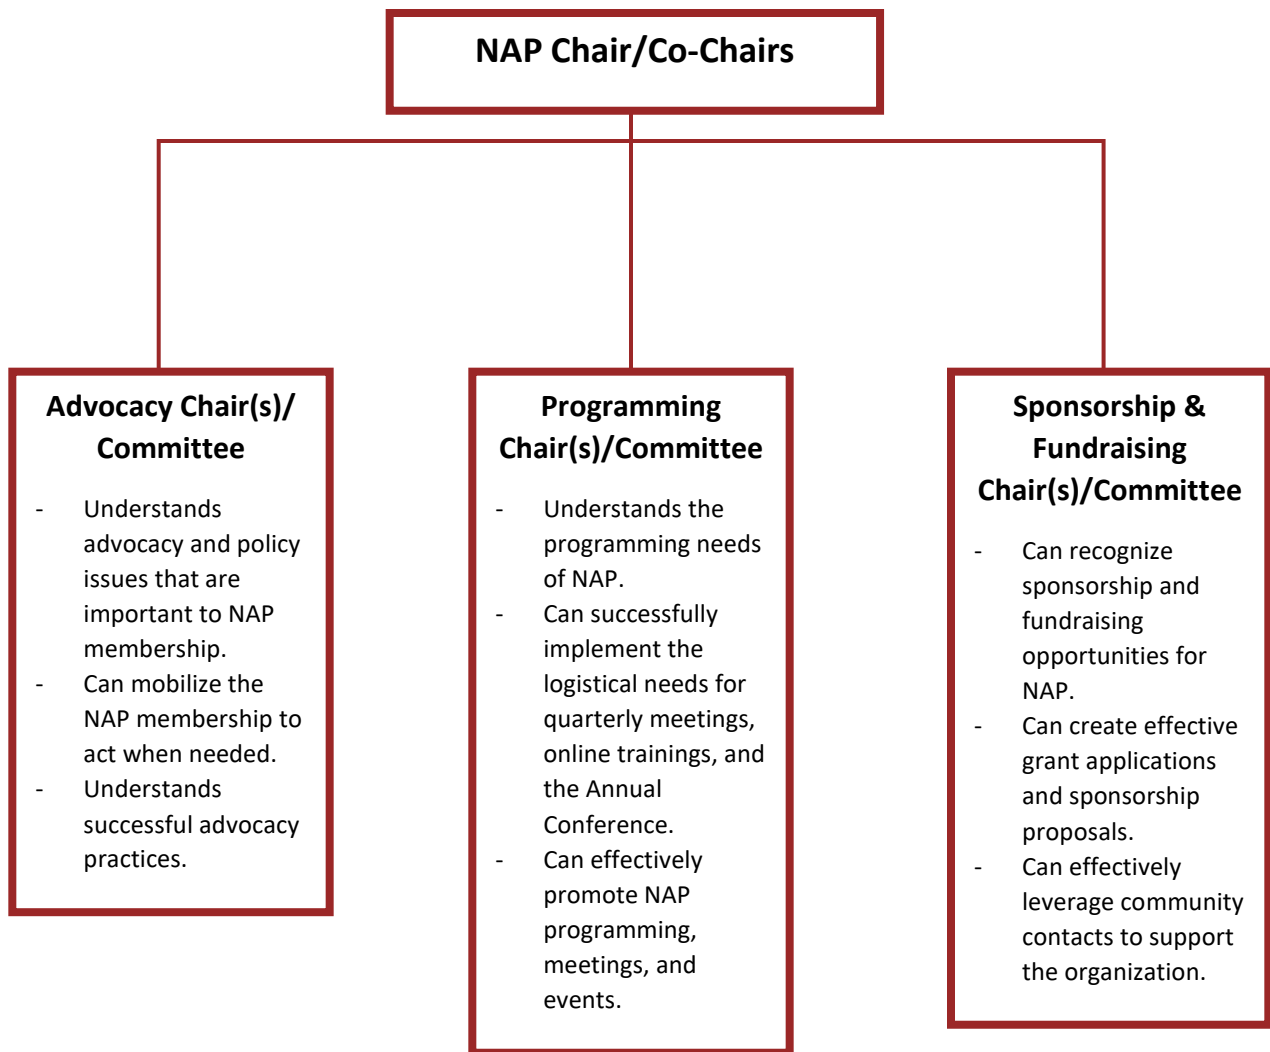 NAP Chair/Co-Chairs
Advocacy Chair(s)/
Committee
- Understands
advocacy and policy
issues that are
important to NAP
membership.
- Can mobilize the
NAP membership to
act when needed.
- Understands
successful advocacy
practices.
Programming
Chair(s)/Committee
- Understands the
programming needs
of NAP.
- Can successfully
implement the
logistical needs for
quarterly meetings,
online trainings, and
the Annual
Conference.
- Can effectively
promote NAP
programming,
meetings, and
events.
Sponsorship &
Fundraising
Chair(s)/Committee
- Can recognize
sponsorship and
fundraising
opportunities for
NAP.
- Can create effective
grant applications
and sponsorship
proposals.
- Can effectively
leverage community
contacts to support
the organization.